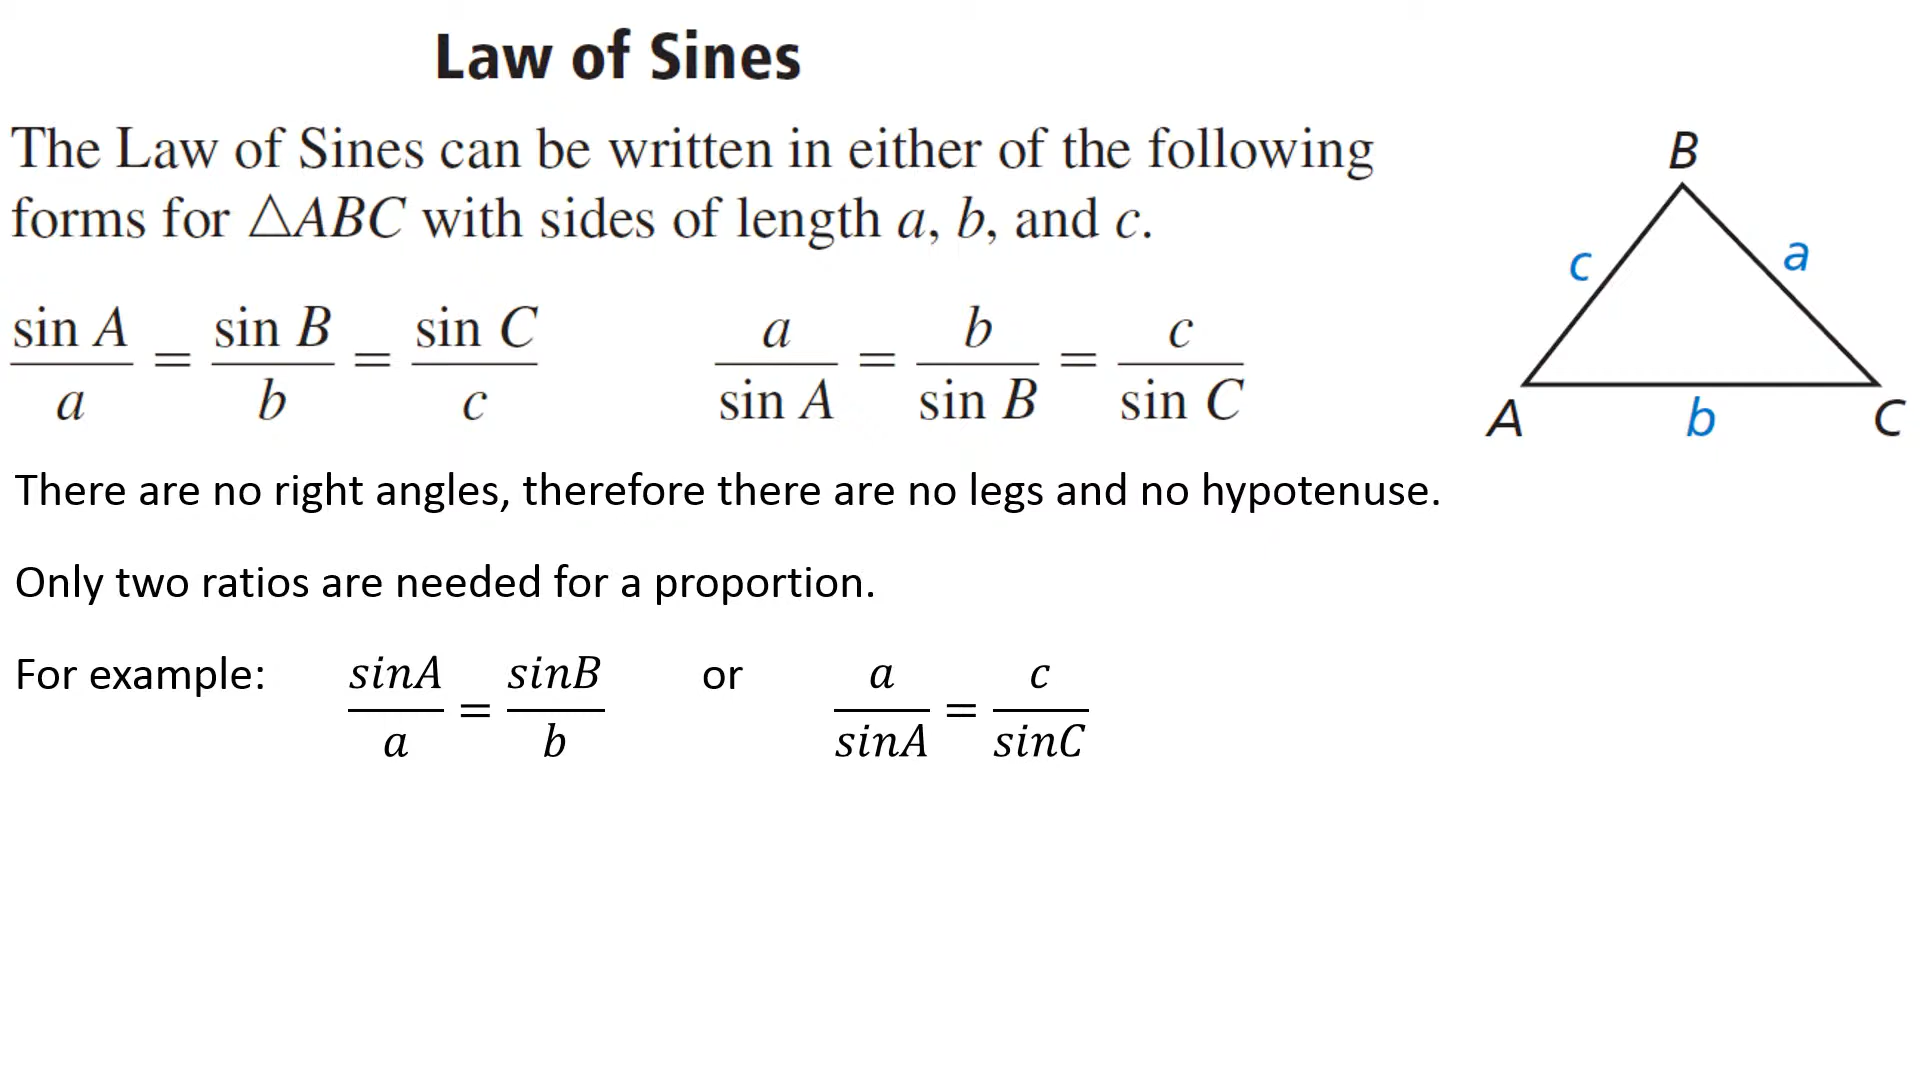 Law of Sines
The Law of Sines can be written in either of the following
forms for △ABC with sides of length a, b, and c.
sin A / a = sin B / b = sin C / c
a / sin A = b / sin B = c / sin C
B
c
a
A
b
C
There are no right angles, therefore there are no legs and no hypotenuse.
Only two ratios are needed for a proportion.
For example: sinA / a = sinB / b or a / sinA = c / sinC